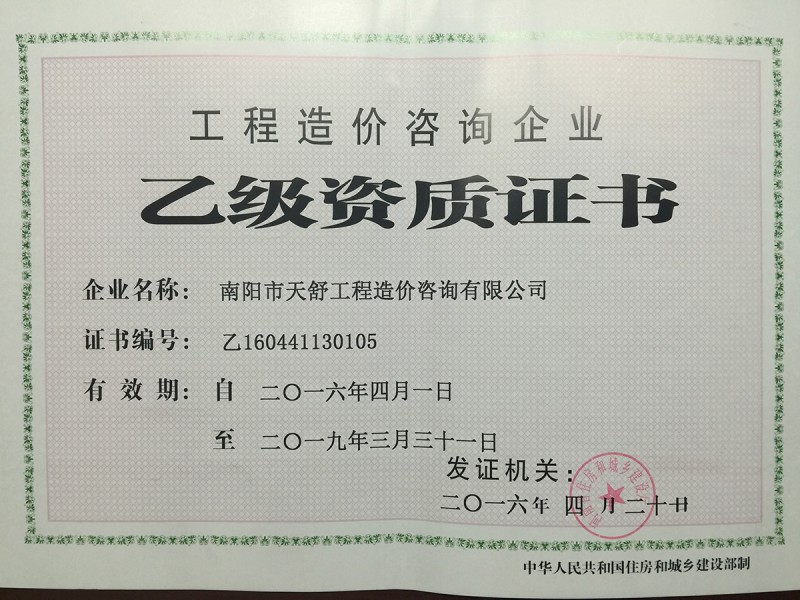 工程造价咨询企业
乙级资质证书
企业名称： 南阳市天舒工程造价咨询有限公司
证书编号： 乙160441130105
有 效 期： 自 二〇一六年四月一日
至 二〇一九年三月三十一日
发证机关：
二〇一六年 四 月二十日
中华人民共和国住房和城乡建设部制